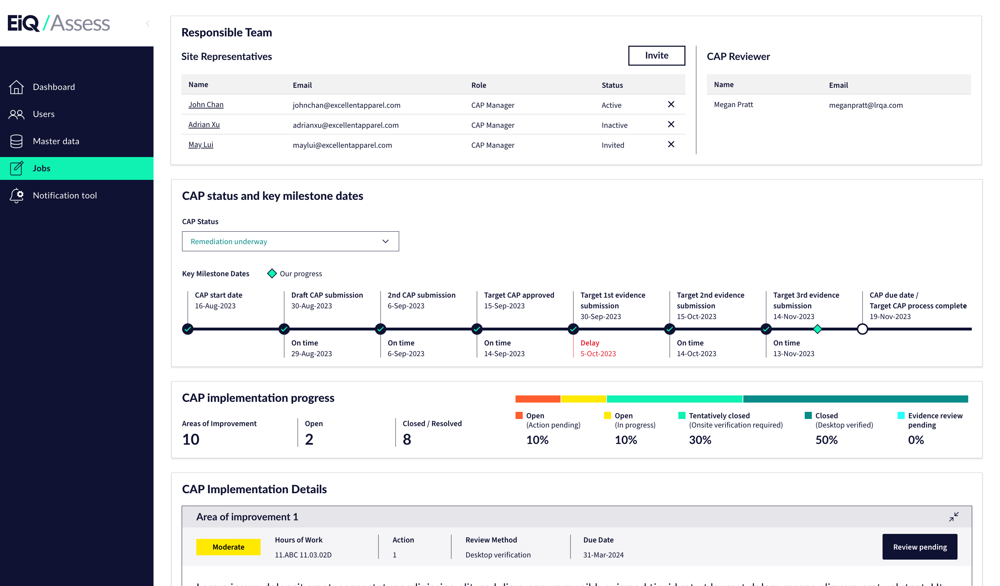 EiQ /Assess
Dashboard
Users
Master data
Jobs
Notification tool
Responsible Team
Site Representatives
Invite
Name Email Role Status
John Chan johnchan@excellentapparel.com CAP Manager Active
Adrian Xu adrianxu@excellentapparel.com CAP Manager Inactive
May Lui maylui@excellentapparel.com CAP Manager Invited
CAP Reviewer
Name Email
Megan Pratt meganpratt@lrqa.com
CAP status and key milestone dates
CAP Status
Remediation underway
Key Milestone Dates Our progress
CAP start date
16-Aug-2023
Draft CAP submission
30-Aug-2023
On time
29-Aug-2023
2nd CAP submission
6-Sep-2023
On time
6-Sep-2023
Target CAP approved
15-Sep-2023
On time
14-Sep-2023
Target 1st evidence
submission
30-Sep-2023
Delay
5-Oct-2023
Target 2nd evidence
submission
15-Oct-2023
On time
14-Oct-2023
Target 3rd evidence
submission
14-Nov-2023
On time
13-Nov-2023
CAP due date /
Target CAP process complete
19-Nov-2023
CAP implementation progress
Areas of Improvement
10
Open
2
Closed / Resolved
8
Open
(Action pending)
10%
Open
(In progress)
10%
Tentatively closed
(Onsite verification required)
30%
Closed
(Desktop verified)
50%
Evidence review
pending
0%
CAP Implementation Details
Area of improvement 1
Moderate
Hours of Work
11.ABC 11.03.02D
Action
1
Review Method
Desktop verification
Due Date
31-Mar-2024
Review pending